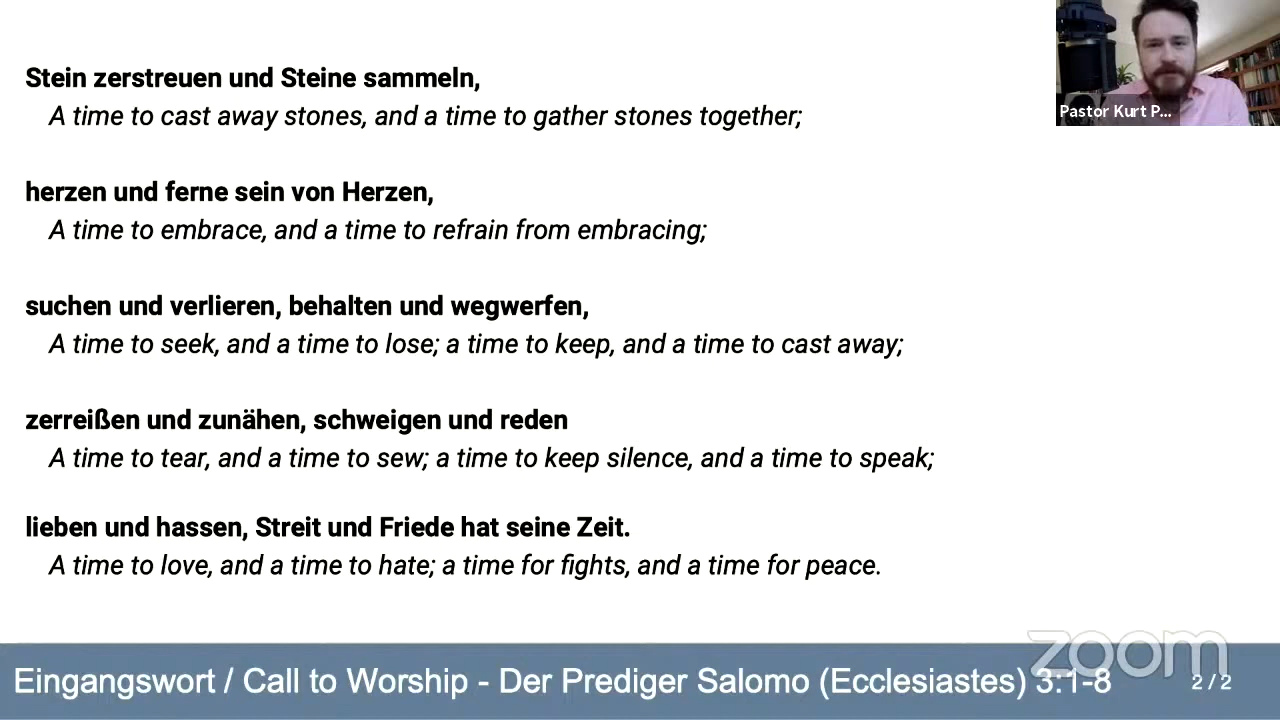 Stein zerstreuen und Steine sammeln,
A time to cast away stones, and a time to gather stones together;
herzen und ferne sein von Herzen,
A time to embrace, and a time to refrain from embracing;
suchen und verlieren, behalten und wegwerfen,
A time to seek, and a time to lose; a time to keep, and a time to cast away;
zerreißen und zunähen, schweigen und reden
A time to tear, and a time to sew; a time to keep silence, and a time to speak;
lieben und hassen, Streit und Friede hat seine Zeit.
A time to love, and a time to hate; a time for fights, and a time for peace.
Pastor Kurt P...
Eingangswort / Call to Worship - Der Prediger Salomo (Ecclesiastes) 3:1-8
zoom
2 / 2